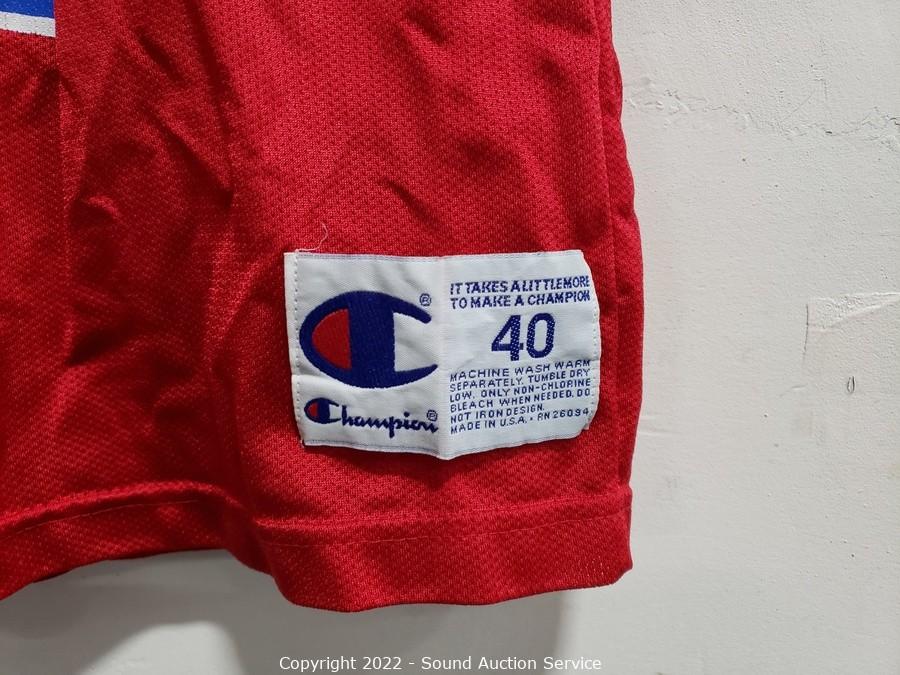 ®
Champion®
IT TAKES A LITTLE MORE
TO MAKE A CHAMPION
40
MACHINE WASH WARM
SEPARATELY. TUMBLE DRY
LOW. ONLY NON-CHLORINE
BLEACH WHEN NEEDED. DO
NOT IRON DESIGN.
MADE IN U.S.A. • RN 26094
Copyright 2022 - Sound Auction Service